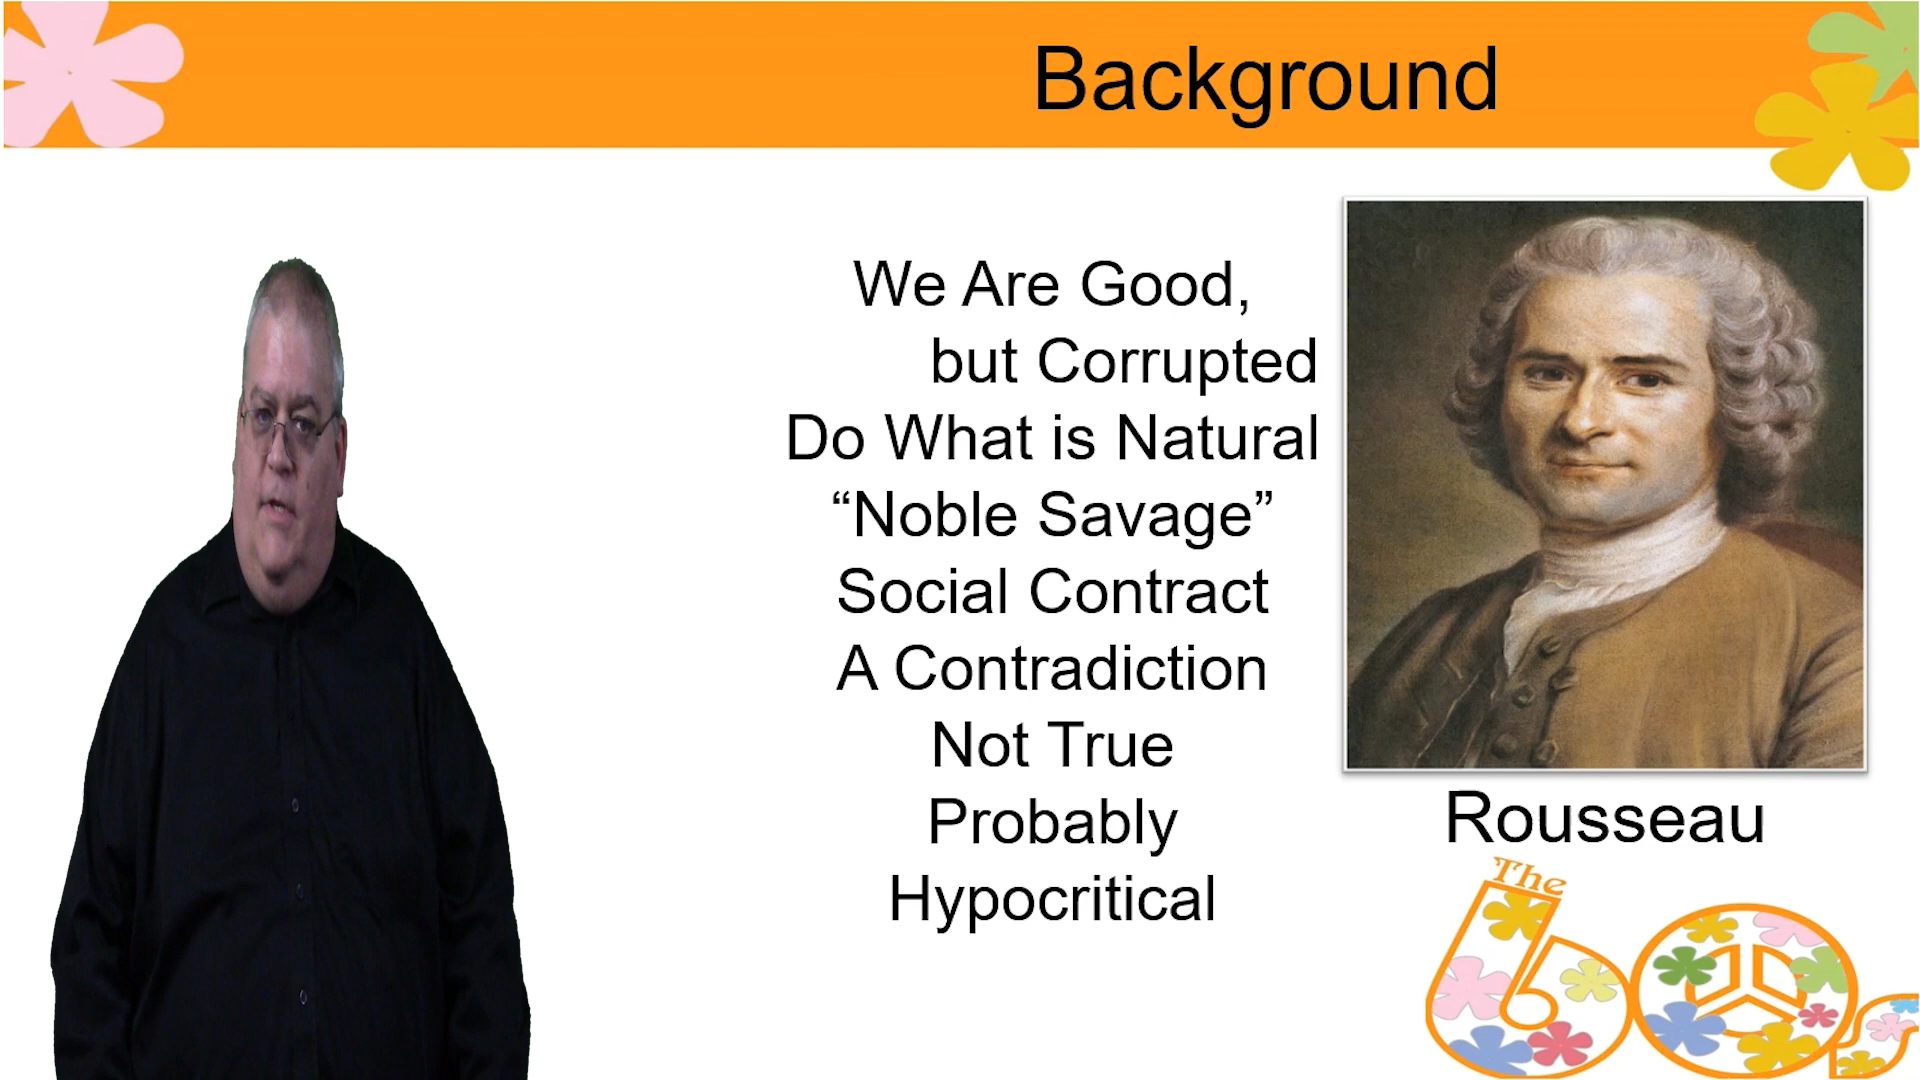 Background
We Are Good,
but Corrupted
Do What is Natural
“Noble Savage”
Social Contract
A Contradiction
Not True
Probably
Hypocritical
Rousseau
The
60s